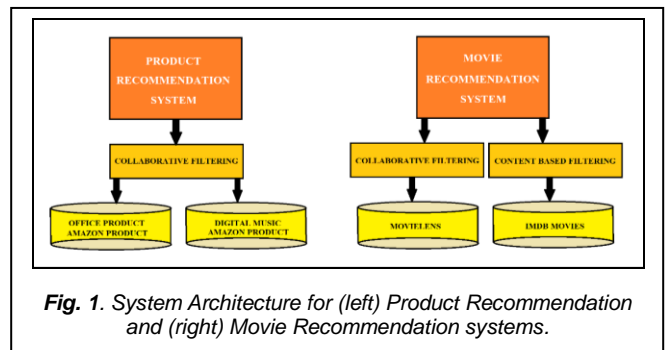 PRODUCT
RECOMMENDATION
SYSTEM
COLLABORATIVE FILTERING
OFFICE PRODUCT
AMAZON PRODUCT
DIGITAL MUSIC
AMAZON PRODUCT
MOVIE
RECOMMENDATION
SYSTEM
COLLABORATIVE FILTERING
CONTENT BASED FILTERING
MOVIELENS
IMDB MOVIES
Fig. 1. System Architecture for (left) Product Recommendation
and (right) Movie Recommendation systems.